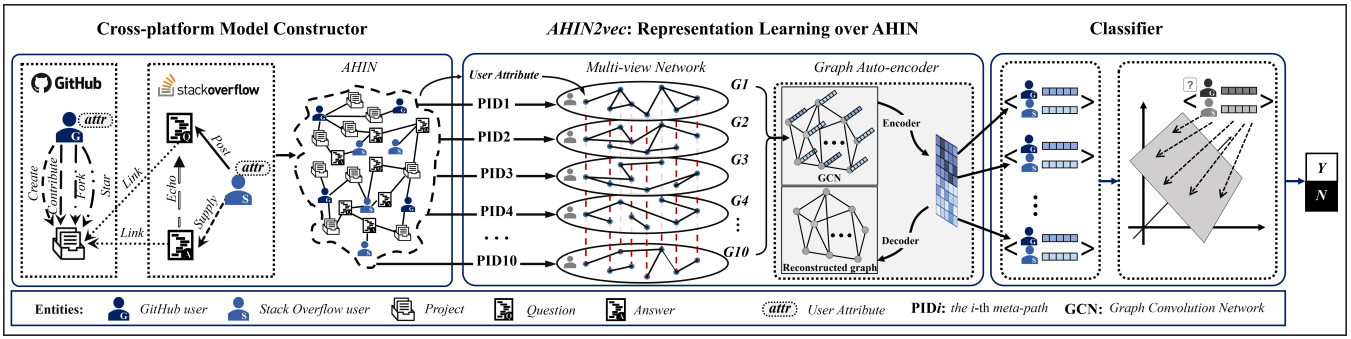 Cross-platform Model Constructor
AHIN2vec: Representation Learning over AHIN
Classifier
GitHub
stackoverflow
AHIN
User Attribute
Multi-view Network
Graph Auto-encoder
attr
G
Create
Contribute
Fork
Star
Link
Link
Q
Echo
A
Post
attr
S
Supply
PID1
PID2
PID3
PID4
...
PID10
G1
G2
G3
G4
G10
GCN
Reconstructed graph
Encoder
Decoder
?
Y
N
Entities:
GitHub user
Stack Overflow user
Project
Question
Answer
attr
User Attribute
PIDi: the i-th meta-path
GCN: Graph Convolution Network